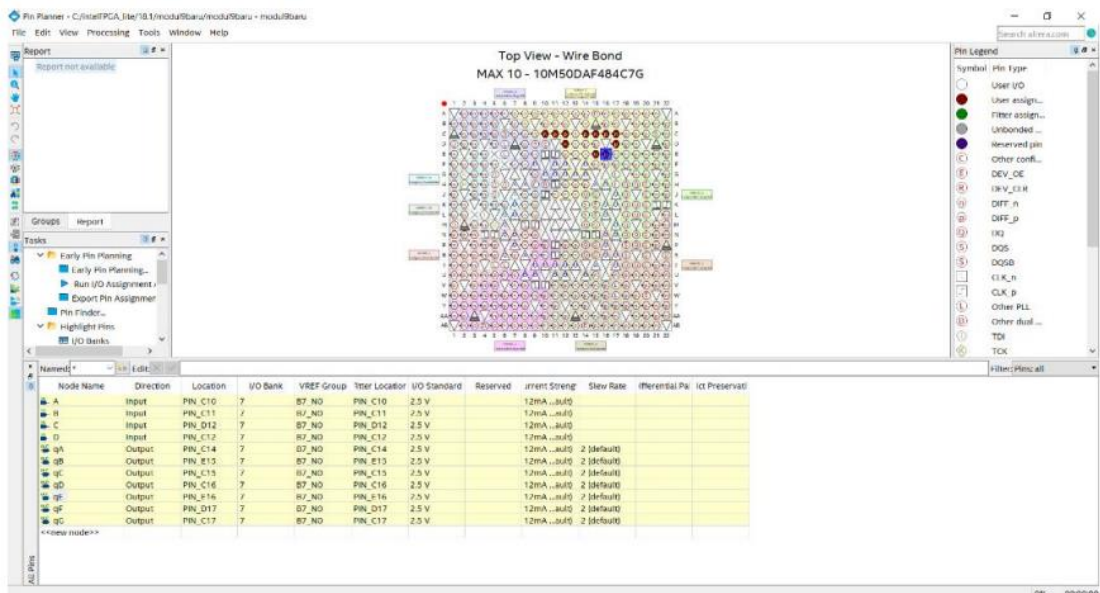 Pin Planner - C:/intelFPGA_lite/18.1/modul9baru/modul9baru - modul9baru
File Edit View Processing Tools Window Help
Search altera.com
Report
Report not available
Groups Report
Tasks
Early Pin Planning
Early Pin Planning...
Run I/O Assignment
Export Pin Assignmer
Pin Finder...
Highlight Pins
I/O Banks
Top View - Wire Bond
MAX 10 - 10M50DAF484C7G
Pin Legend
Symbol Pin Type
User I/O
User assign...
Fitter assign...
Unbonded ...
Reserved pin
Other confi...
DEV_OE
DEV_CLR
DIFF_n
DIFF_p
DQ
DQS
DQSB
CLK_n
CLK_p
Other PLL
Other dual ...
TDI
TCK
Named: * Edit:
Filter: Pins: all
Node Name Direction Location I/O Bank VREF Group Fitter Location I/O Standard Reserved urrent Streng Slew Rate ifferential Pa ict Preservati
A Input PIN_C10 7 B7_N0 PIN_C10 2.5 V 12mA ...ault)
B Input PIN_C11 7 B7_N0 PIN_C11 2.5 V 12mA ...ault)
C Input PIN_D12 7 B7_N0 PIN_D12 2.5 V 12mA ...ault)
D Input PIN_C12 7 B7_N0 PIN_C12 2.5 V 12mA ...ault)
qA Output PIN_C14 7 B7_N0 PIN_C14 2.5 V 12mA ...ault) 2 (default)
qB Output PIN_E15 7 B7_N0 PIN_E15 2.5 V 12mA ...ault) 2 (default)
qC Output PIN_C15 7 B7_N0 PIN_C15 2.5 V 12mA ...ault) 2 (default)
qD Output PIN_C16 7 B7_N0 PIN_C16 2.5 V 12mA ...ault) 2 (default)
qE Output PIN_E16 7 B7_N0 PIN_E16 2.5 V 12mA ...ault) 2 (default)
qF Output PIN_D17 7 B7_N0 PIN_D17 2.5 V 12mA ...ault) 2 (default)
qG Output PIN_C17 7 B7_N0 PIN_C17 2.5 V 12mA ...ault) 2 (default)
<<new node>>
All Pins
0% 00:00:00